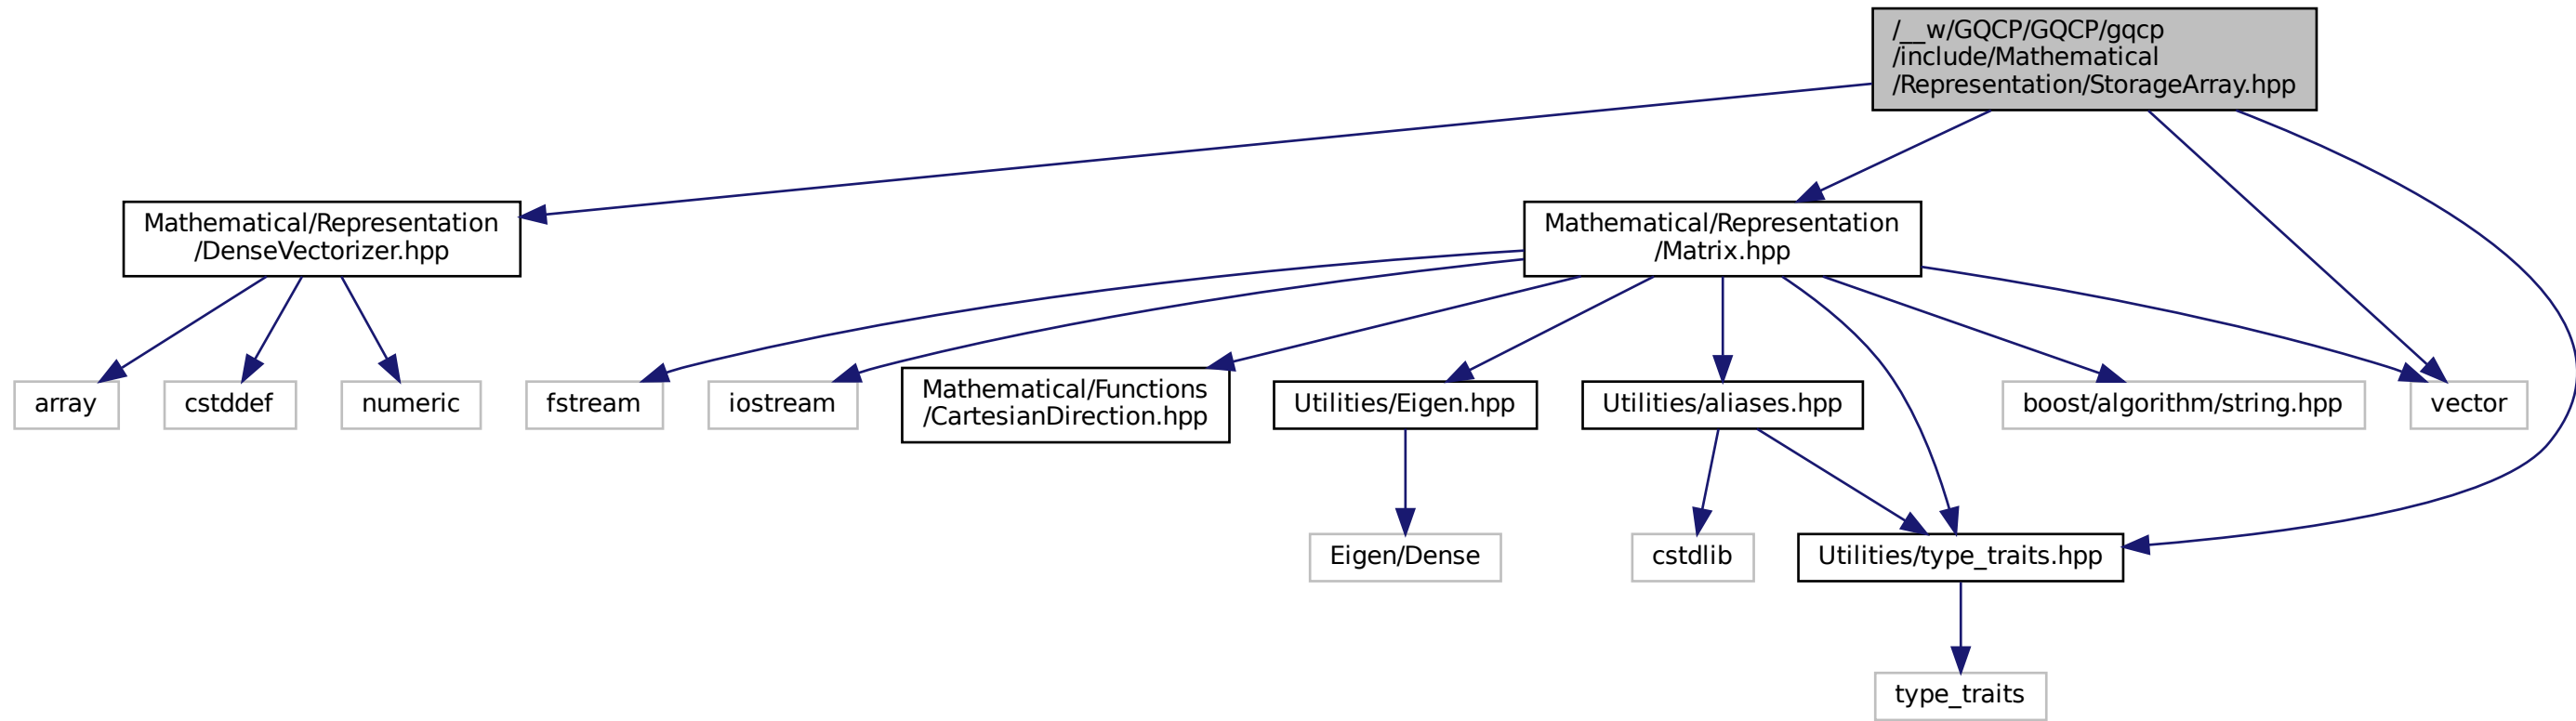 /__w/GQCP/GQCP/gqcp
/include/Mathematical
/Representation/StorageArray.hpp
Mathematical/Representation
/DenseVectorizer.hpp
Mathematical/Representation
/Matrix.hpp
array
cstddef
numeric
fstream
iostream
Mathematical/Functions
/CartesianDirection.hpp
Utilities/Eigen.hpp
Utilities/aliases.hpp
boost/algorithm/string.hpp
vector
Eigen/Dense
cstdlib
Utilities/type_traits.hpp
type_traits